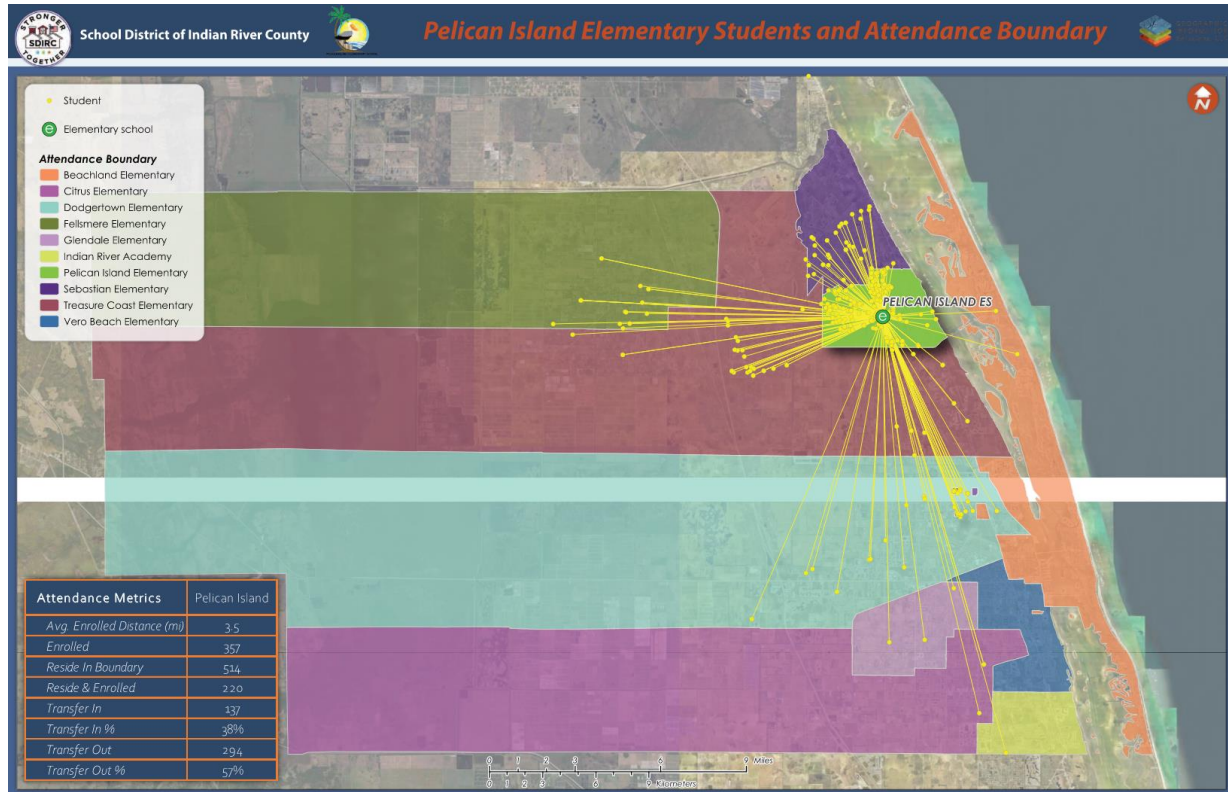 STRONGER
SDIRC
TOGETHER
School District of Indian River County
Pelican Island Elementary Students and Attendance Boundary
N
Student
e Elementary school
Attendance Boundary
Beachland Elementary
Citrus Elementary
Dodgertown Elementary
Fellsmere Elementary
Glendale Elementary
Indian River Academy
Pelican Island Elementary
Sebastian Elementary
Treasure Coast Elementary
Vero Beach Elementary
PELICAN ISLAND ES
e
Attendance Metrics Pelican Island
Avg. Enrolled Distance (mi) 3.5
Enrolled 357
Reside In Boundary 514
Reside & Enrolled 220
Transfer In 137
Transfer In % 38%
Transfer Out 294
Transfer Out % 57%
0 1 2 3 6 9 Miles
0 1 2 3 6 9 Kilometers